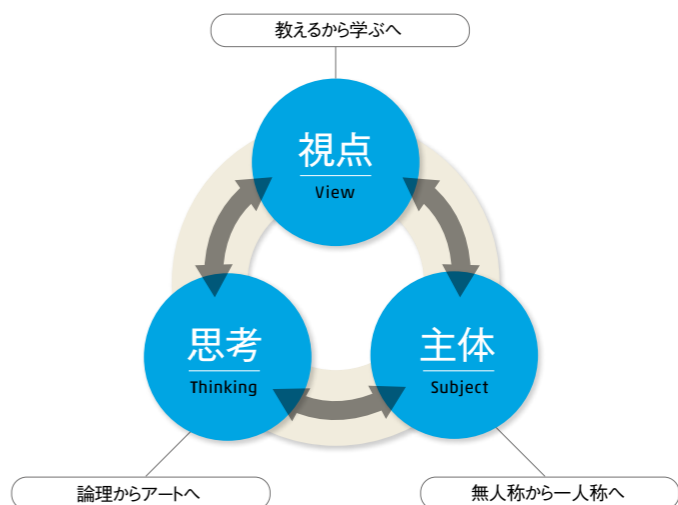 教えるから学ぶへ
視点
View
思考
Thinking
主体
Subject
論理からアートへ
無人称から一人称へ